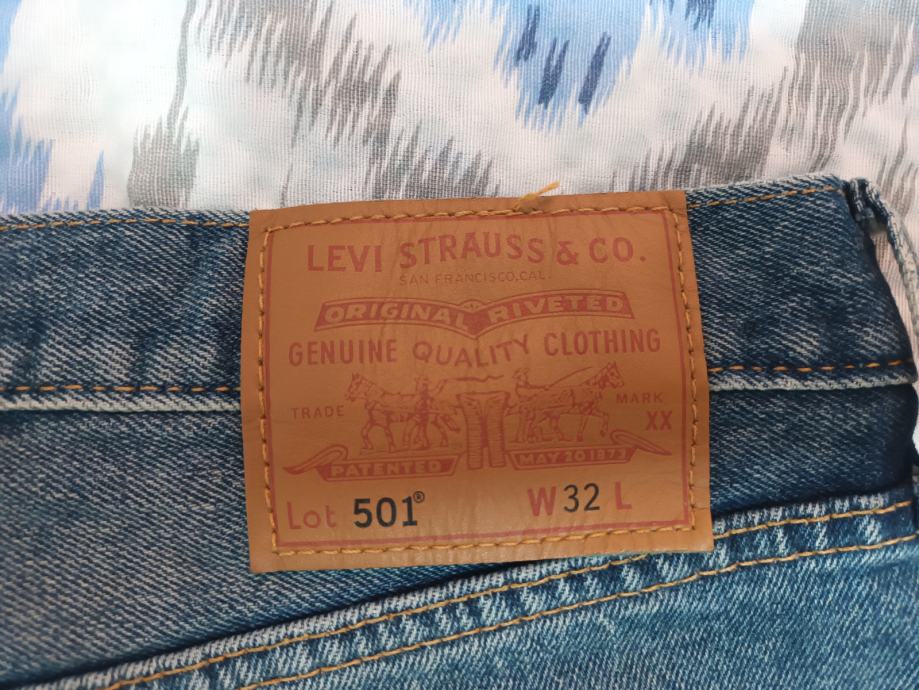 LEVI STRAUSS & CO.
SAN FRANCISCO, CAL.
ORIGINAL RIVETED
GENUINE QUALITY CLOTHING
TRADE MARK
XX
PATENTED MAY 20 1873
Lot 501® W 32 L